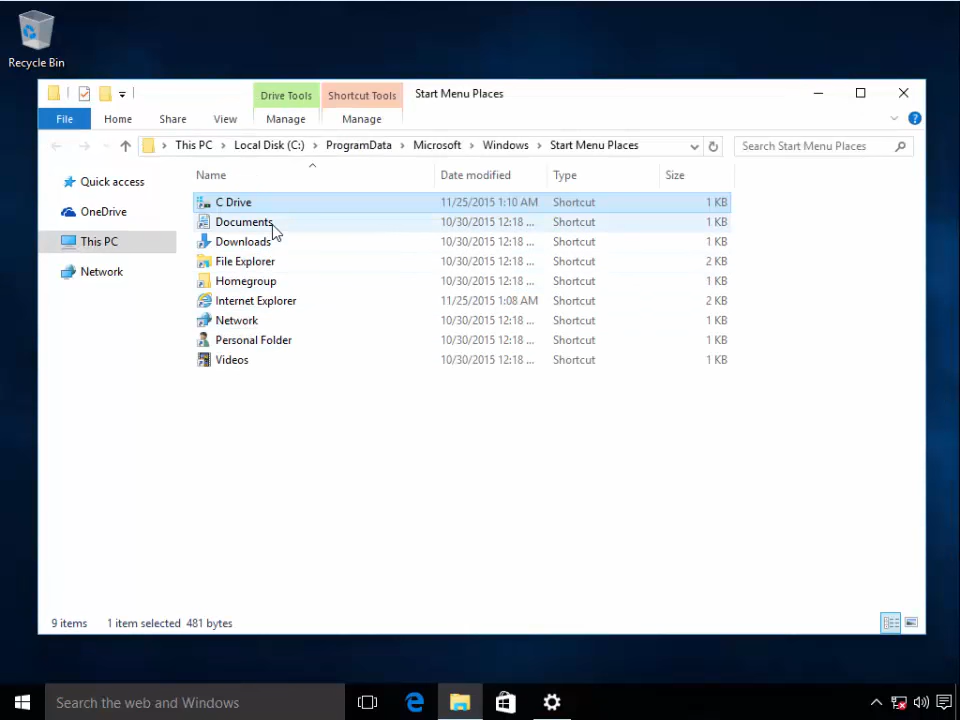 Recycle Bin
Drive Tools Shortcut Tools Start Menu Places
File Home Share View Manage Manage
This PC Local Disk (C:) ProgramData Microsoft Windows Start Menu Places Search Start Menu Places
Quick access
OneDrive
This PC
Network
Name Date modified Type Size
C Drive 11/25/2015 1:10 AM Shortcut 1 KB
Documents 10/30/2015 12:18 ... Shortcut 1 KB
Downloads 10/30/2015 12:18 ... Shortcut 1 KB
File Explorer 10/30/2015 12:18 ... Shortcut 2 KB
Homegroup 10/30/2015 12:18 ... Shortcut 1 KB
Internet Explorer 11/25/2015 1:08 AM Shortcut 2 KB
Network 10/30/2015 12:18 ... Shortcut 1 KB
Personal Folder 10/30/2015 12:18 ... Shortcut 1 KB
Videos 10/30/2015 12:18 ... Shortcut 1 KB
9 items 1 item selected 481 bytes
Search the web and Windows